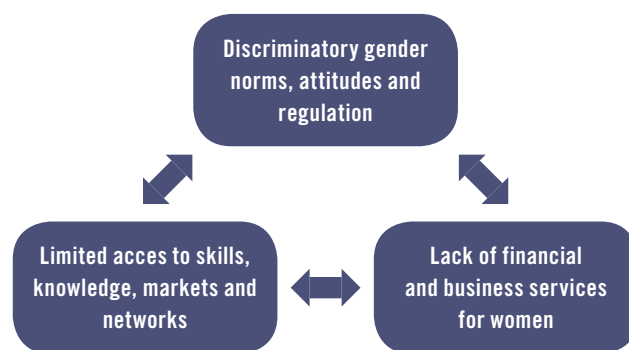 Discriminatory gender
norms, attitudes and
regulation
Limited acces to skills,
knowledge, markets and
networks
Lack of financial
and business services
for women